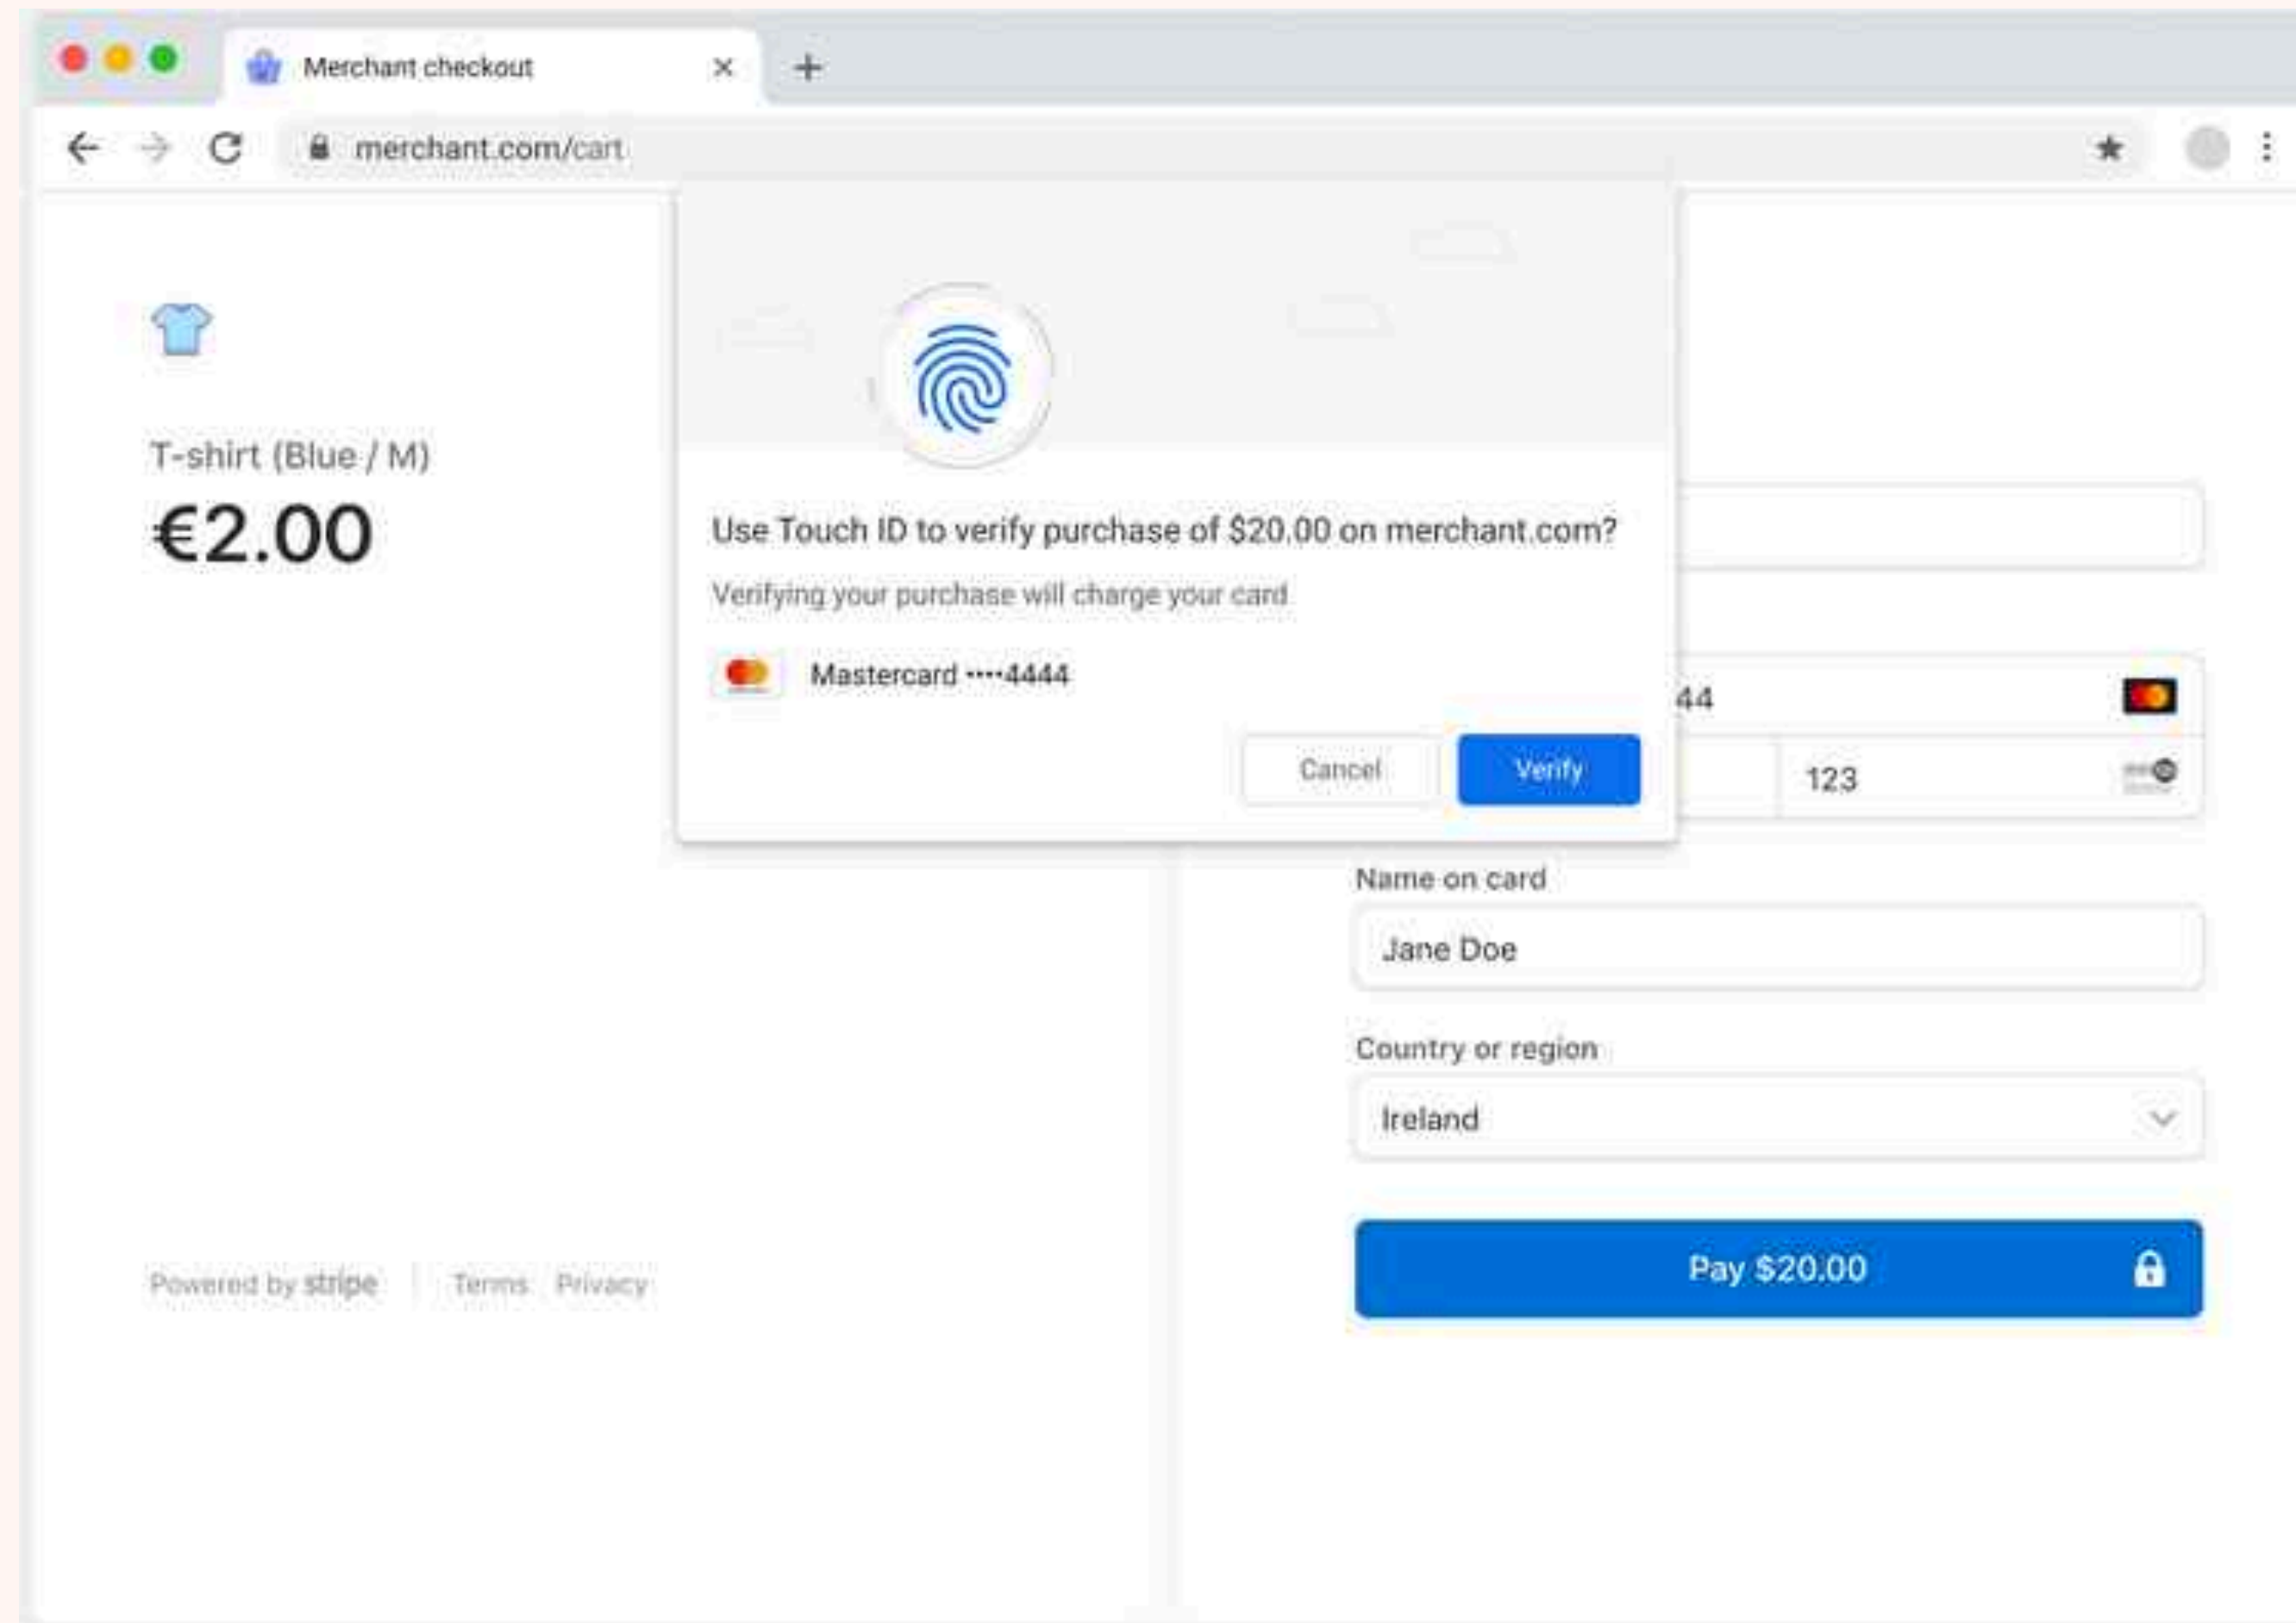 Merchant checkout
merchant.com/cart
T-shirt (Blue / M)
€2.00
Use Touch ID to verify purchase of $20.00 on merchant.com?
Verifying your purchase will charge your card
Mastercard ····4444
Cancel Verify
44
123
Name on card
Jane Doe
Country or region
Ireland
Pay $20.00
Powered by stripe Terms Privacy